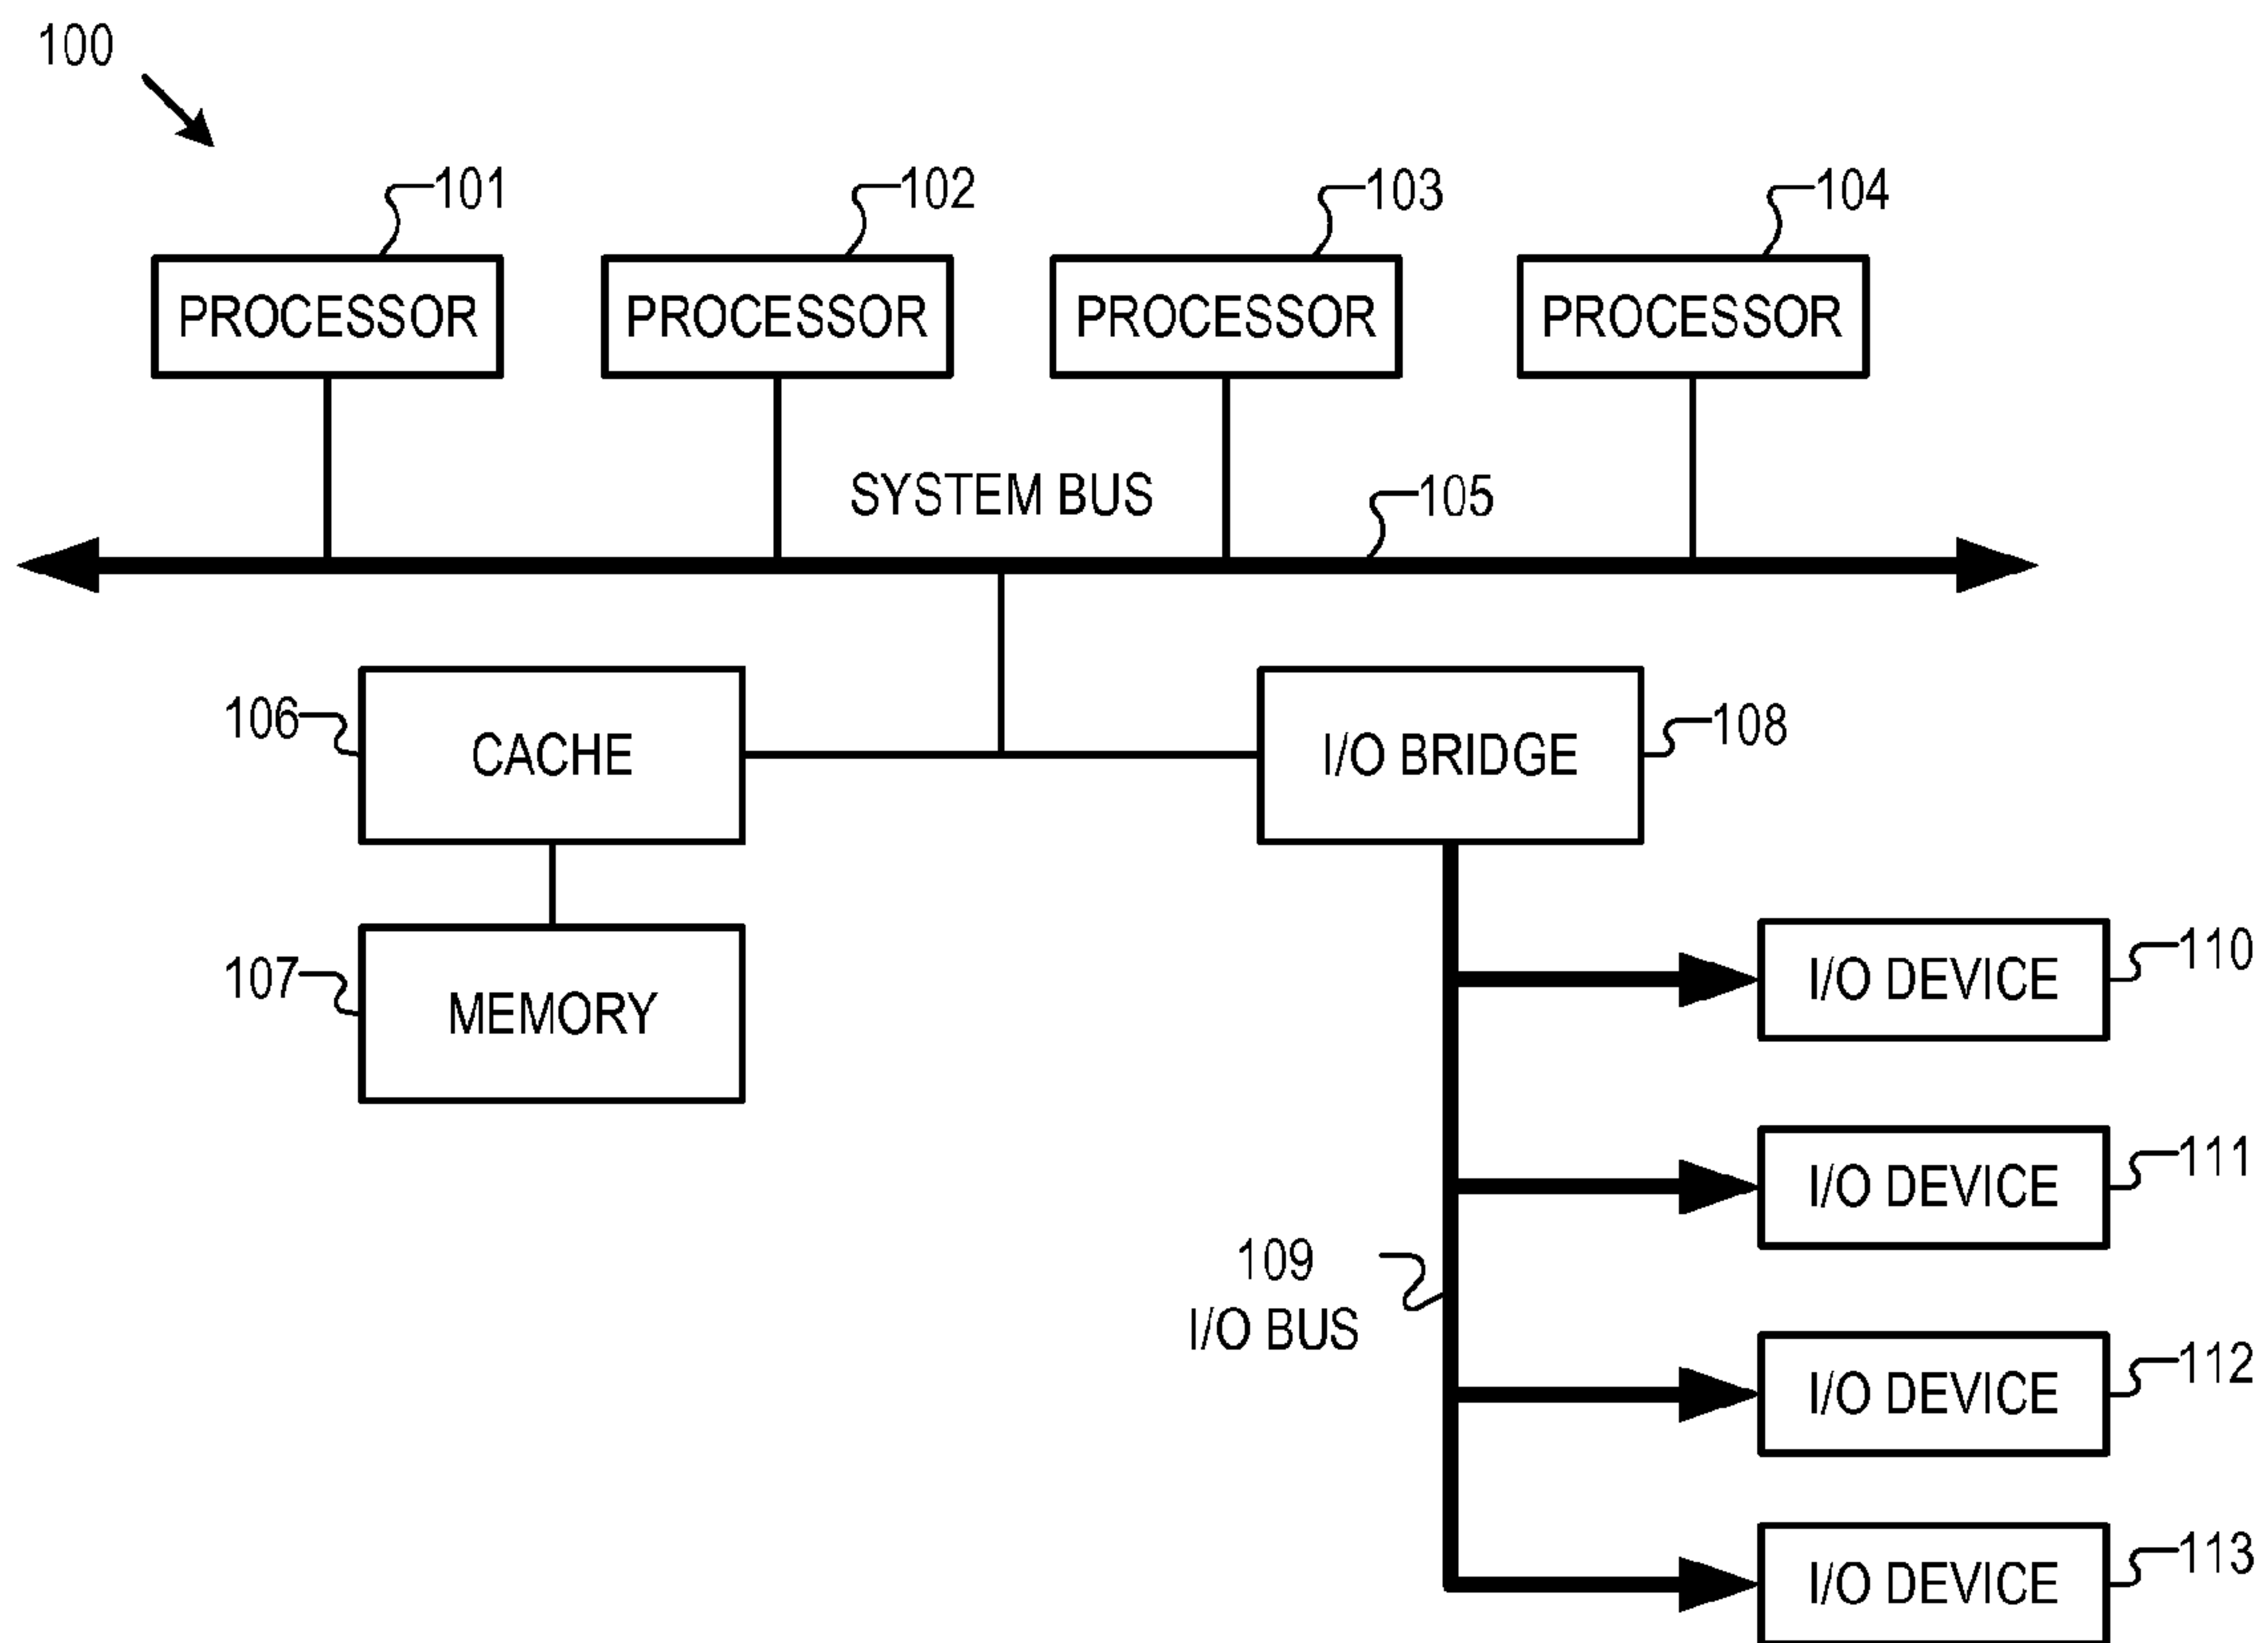 100
101
102
103
104
PROCESSOR
PROCESSOR
PROCESSOR
PROCESSOR
SYSTEM BUS
105
106
CACHE
I/O BRIDGE
108
107
MEMORY
I/O DEVICE
110
I/O DEVICE
111
109
I/O BUS
I/O DEVICE
112
I/O DEVICE
113